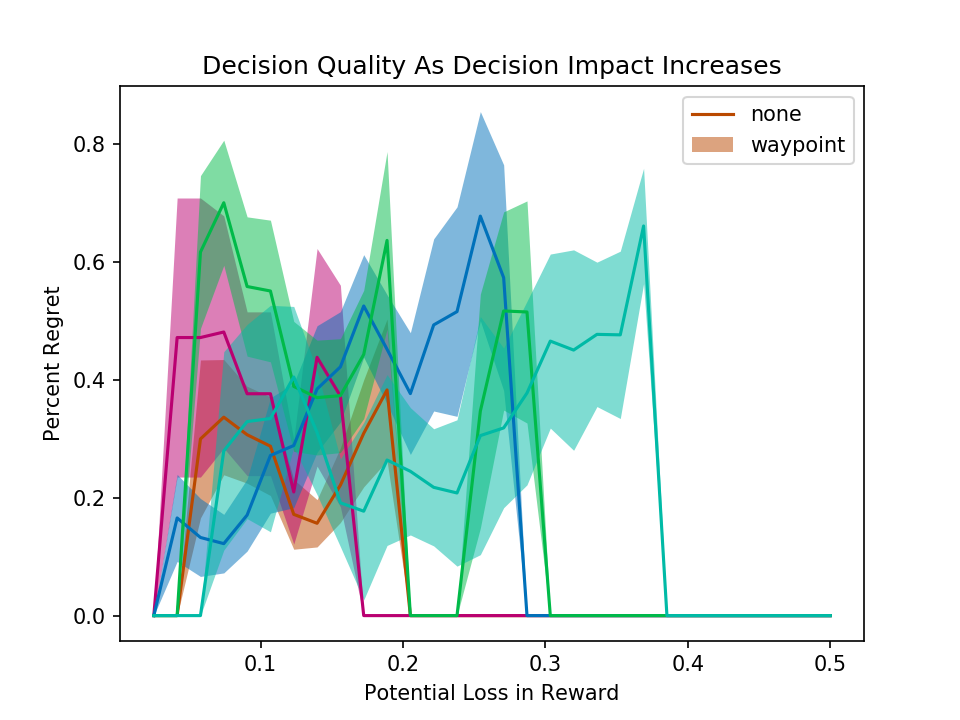 Decision Quality As Decision Impact Increases
none
waypoint
0.8
0.6
0.4
0.2
0.0
Percent Regret
0.1
0.2
0.3
0.4
0.5
Potential Loss in Reward